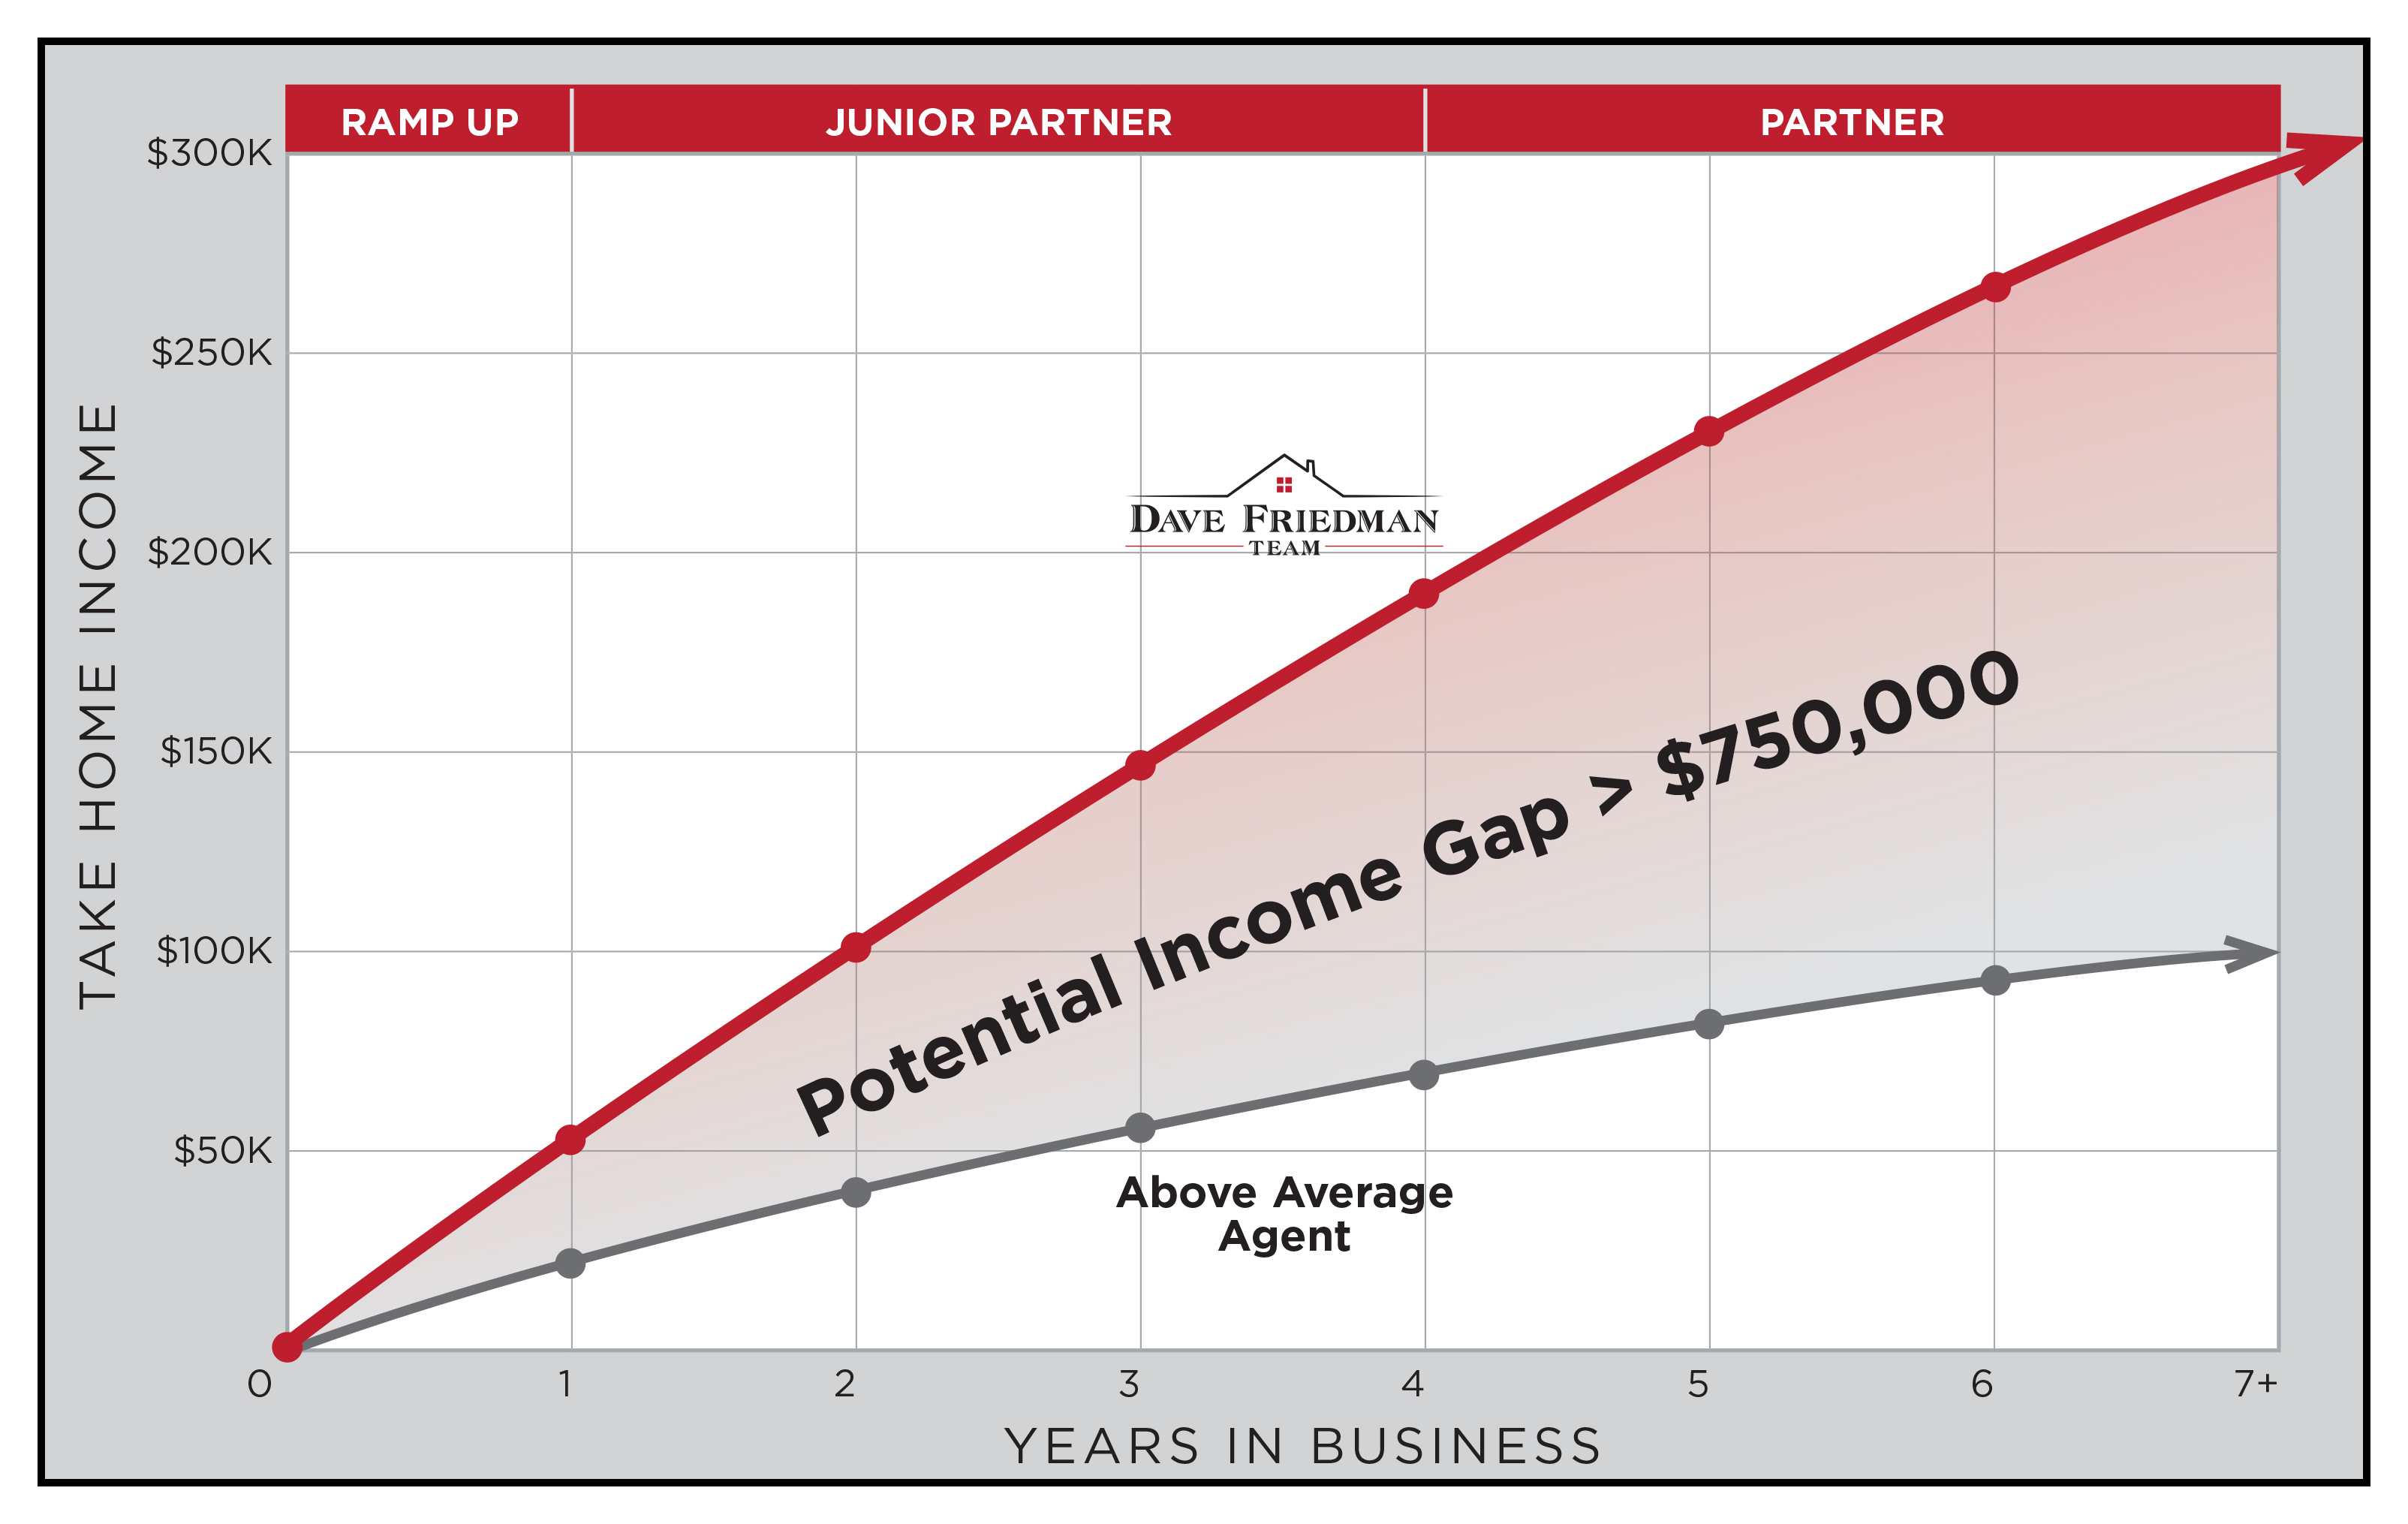 RAMP UP
JUNIOR PARTNER
PARTNER
TAKE HOME INCOME
$300K
$250K
$200K
$150K
$100K
$50K
DAVE FRIEDMAN
TEAM
Potential Income Gap > $750,000
Above Average
Agent
0 1 2 3 4 5 6 7+
YEARS IN BUSINESS